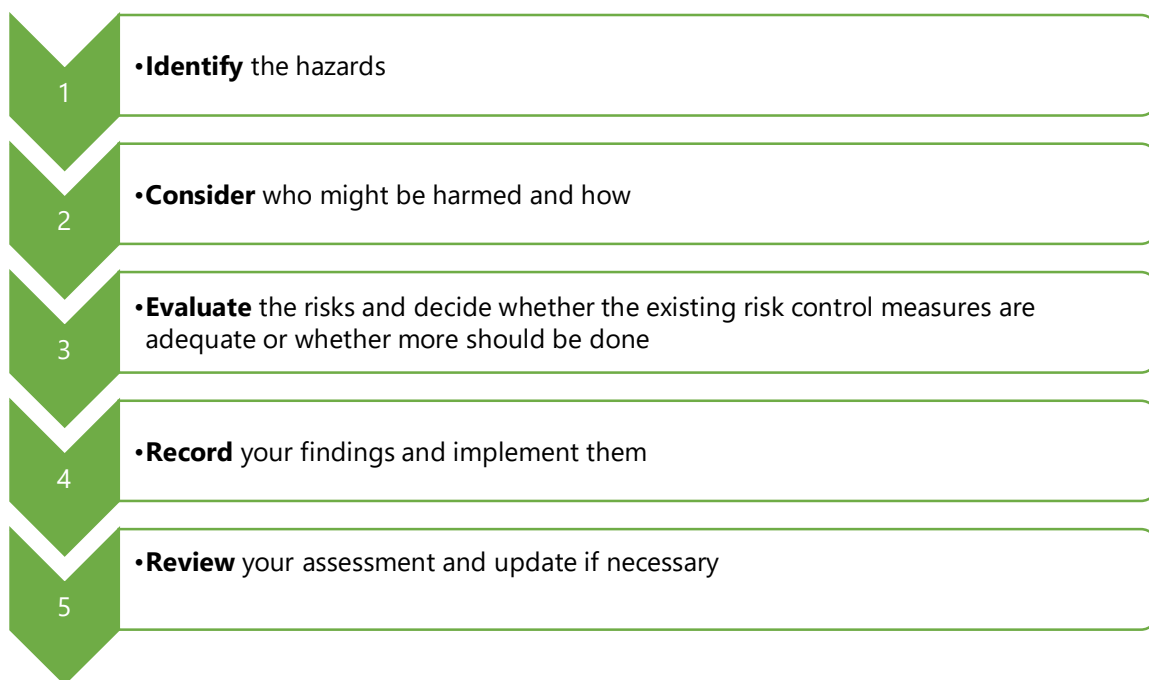 1
•Identify the hazards
2
•Consider who might be harmed and how
3
•Evaluate the risks and decide whether the existing risk control measures are
adequate or whether more should be done
4
•Record your findings and implement them
5
•Review your assessment and update if necessary